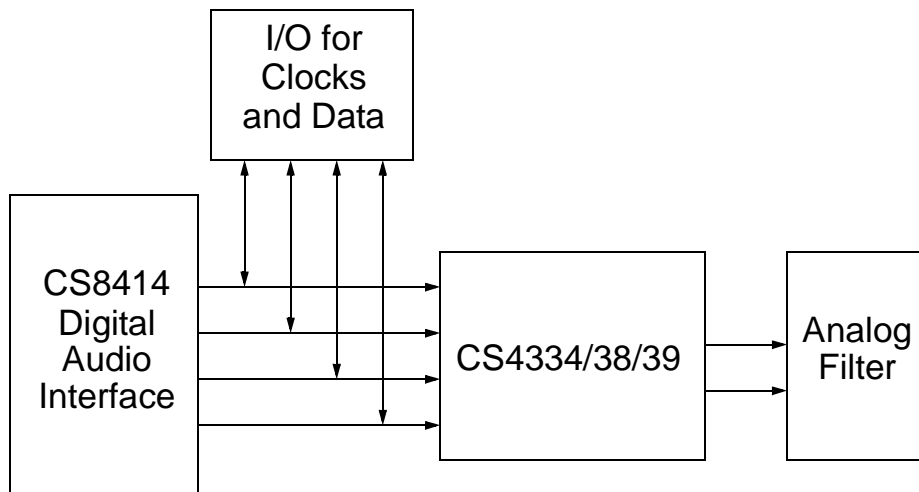 I/O for
Clocks
and Data
CS8414
Digital
Audio
Interface
CS4334/38/39
Analog
Filter